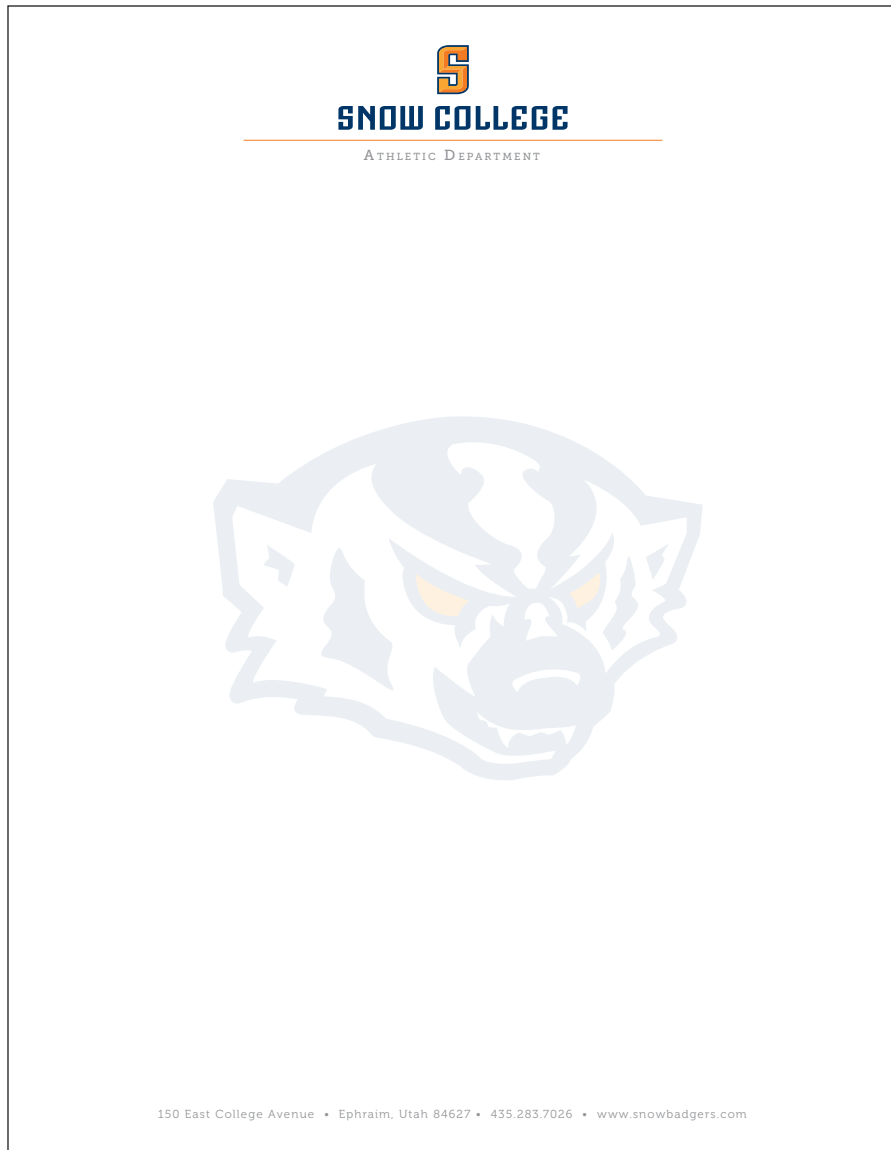 S
SNOW COLLEGE
ATHLETIC DEPARTMENT
150 East College Avenue • Ephraim, Utah 84627 • 435.283.7026 • www.snowbadgers.com